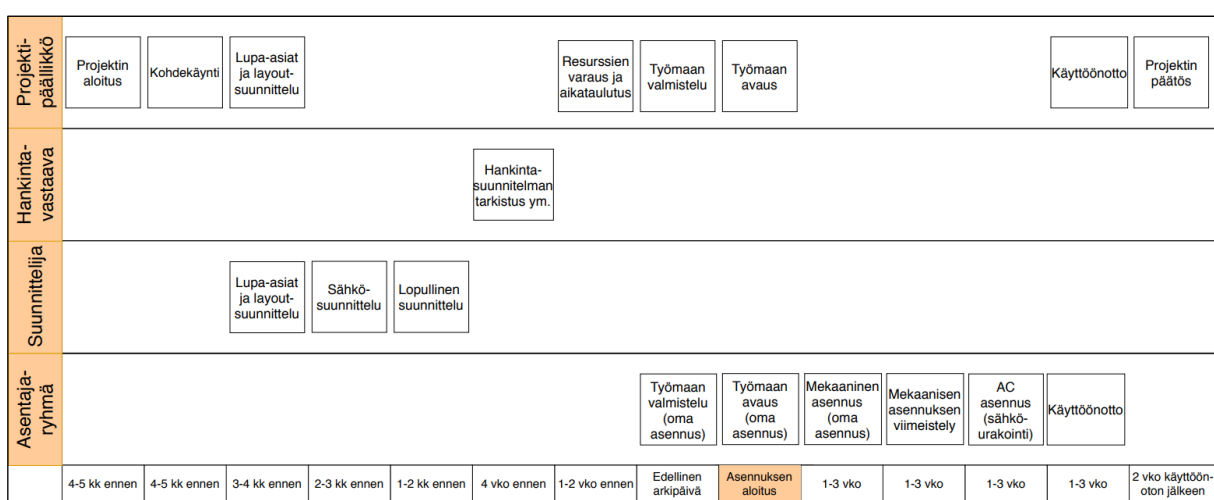 Projekti-
päällikkö
Projektin
aloitus
Kohdekäynti
Lupa-asiat
ja layout-
suunnittelu
Resurssien
varaus ja
aikataulutus
Työmaan
valmistelu
Työmaan
avaus
Käyttöönotto
Projektin
päätös
Hankinta-
vastaava
Hankinta-
suunnitelman
tarkistus ym.
Suunnittelija
Lupa-asiat
ja layout-
suunnittelu
Sähkö-
suunnittelu
Lopullinen
suunnittelu
Asentaja-
ryhmä
Työmaan
valmistelu
(oma
asennus)
Työmaan
avaus
(oma
asennus)
Mekaaninen
asennus
(oma
asennus)
Mekaanisen
asennuksen
viimeistely
AC
asennus
(sähkö-
urakointi)
Käyttöönotto
4-5 kk ennen
4-5 kk ennen
3-4 kk ennen
2-3 kk ennen
1-2 kk ennen
4 vko ennen
1-2 vko ennen
Edellinen
arkipäivä
Asennuksen
aloitus
1-3 vko
1-3 vko
1-3 vko
1-3 vko
2 vko käyttöön-
oton jälkeen